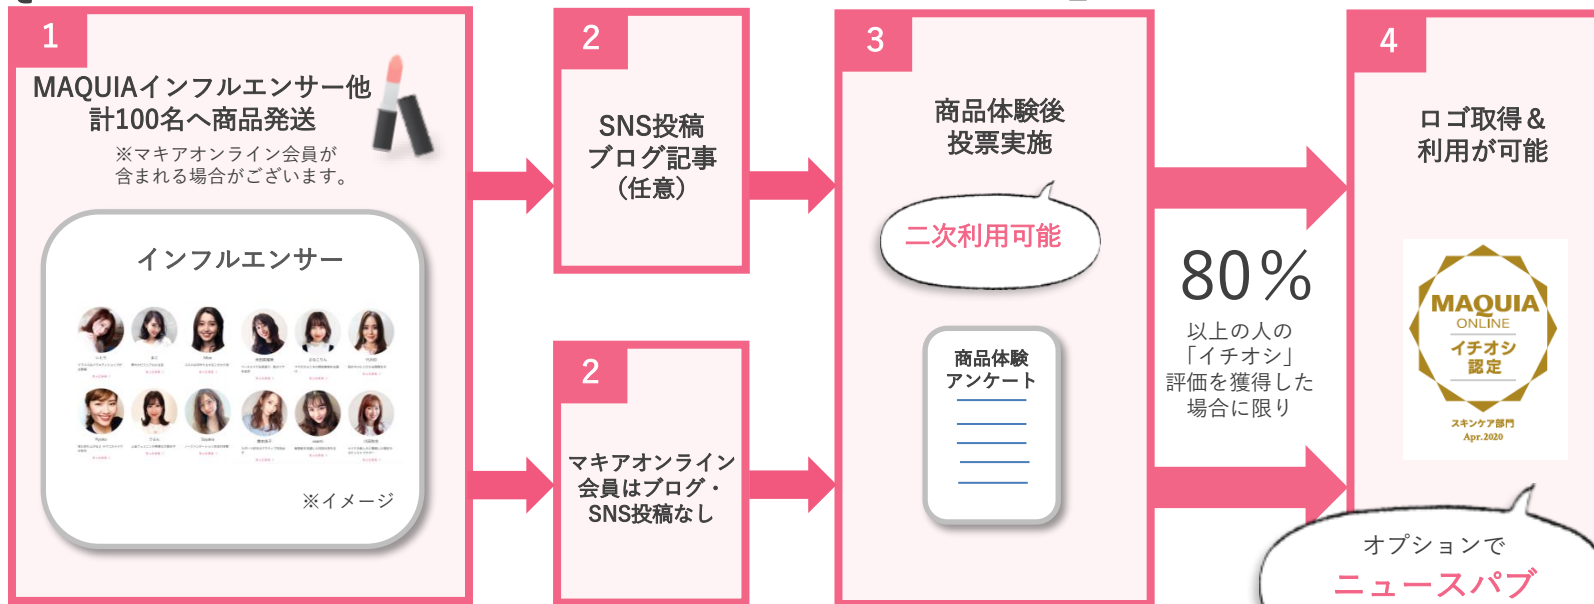 1
MAQUIAインフルエンサー他
計100名へ商品発送
※マキアオンライン会員が
含まれる場合がございます。
インフルエンサー
※イメージ
2
SNS投稿
ブログ記事
（任意）
2
マキアオンライン
会員はブログ・
SNS投稿なし
3
商品体験後
投票実施
二次利用可能
商品体験
アンケート
80％
以上の人の
「イチオシ」
評価を獲得した
場合に限り
4
ロゴ取得＆
利用が可能
MAQUIA
ONLINE
イチオシ
認定
スキンケア部門
Apr.2020
オプションで
ニュースパブ